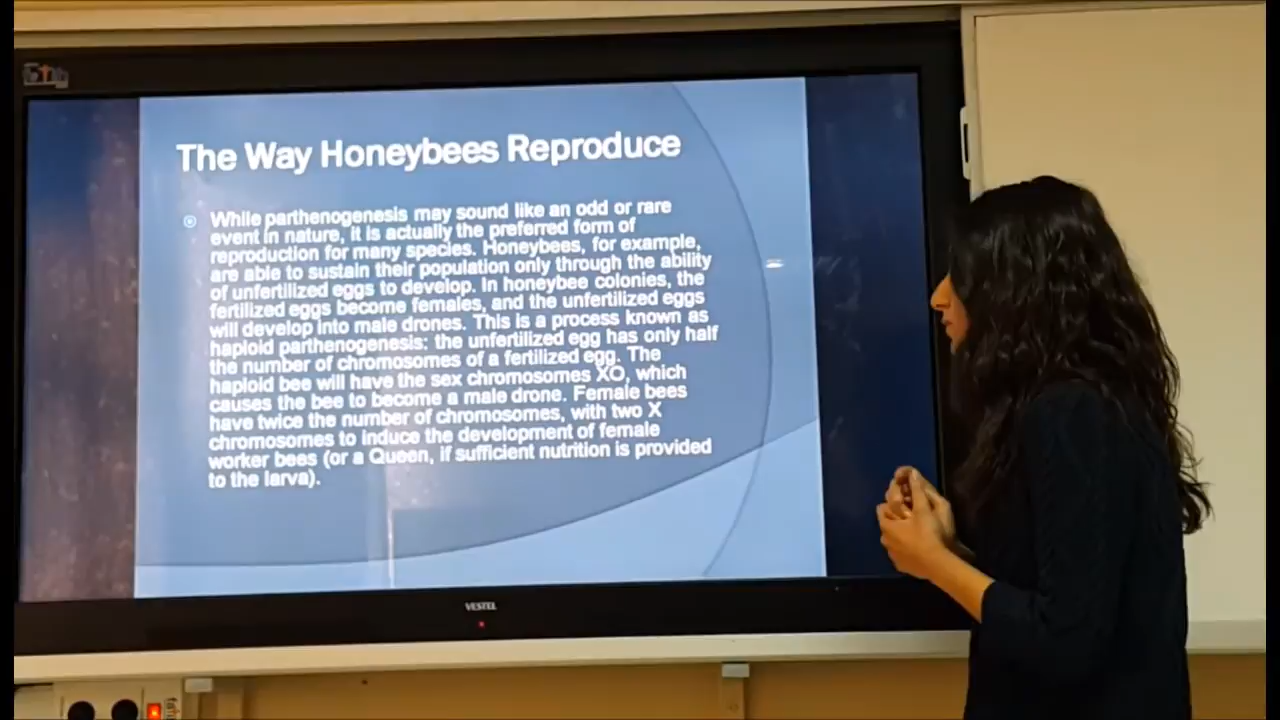 The Way Honeybees Reproduce
While parthenogenesis may sound like an odd or rare
event in nature, it is actually the preferred form of
reproduction for many species. Honeybees, for example,
are able to sustain their population only through the ability
of unfertilized eggs to develop. In honeybee colonies, the
fertilized eggs become females, and the unfertilized eggs
will develop into male drones. This is a process known as
haploid parthenogenesis: the unfertilized egg has only half
the number of chromosomes of a fertilized egg. The
haploid bee will have the sex chromosomes XO, which
causes the bee to become a male drone. Female bees
have twice the number of chromosomes, with two X
chromosomes to induce the development of female
worker bees (or a Queen, if sufficient nutrition is provided
to the larva).
VESTEL